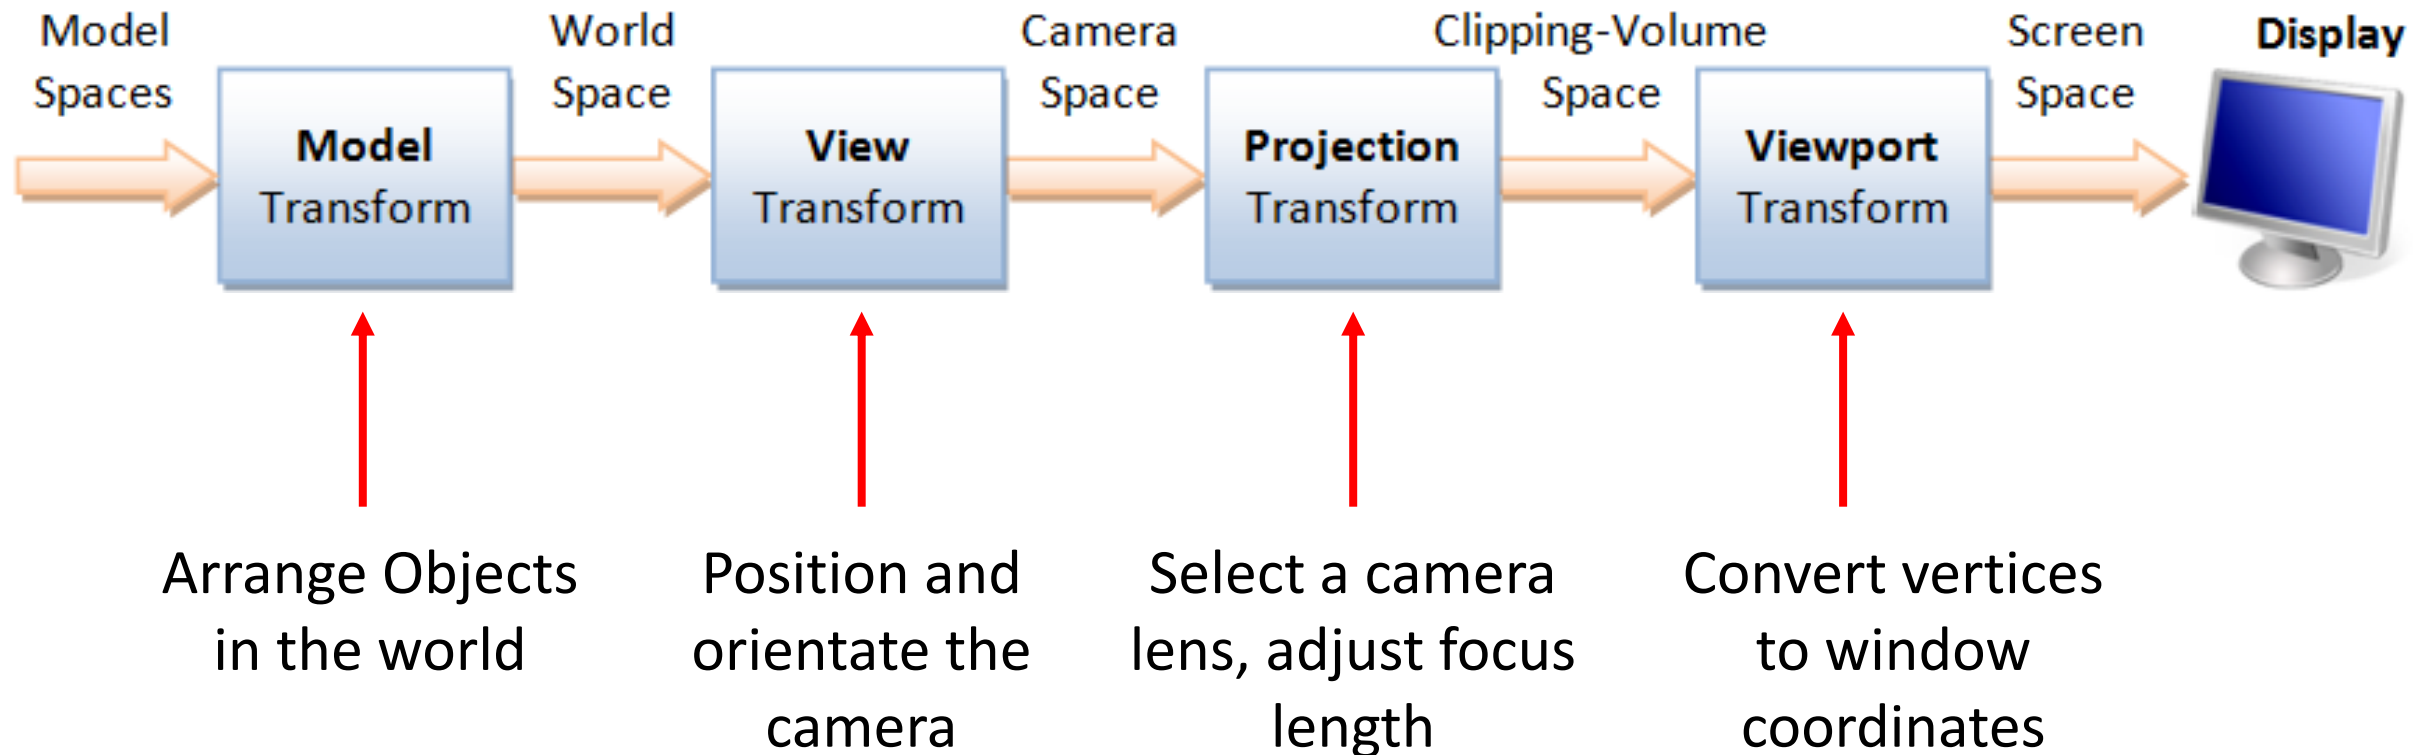 Model
Spaces
World
Space
Camera
Space
Clipping-Volume
Space
Screen
Space
Display
Model
Transform
View
Transform
Projection
Transform
Viewport
Transform
Arrange Objects
in the world
Position and
orientate the
camera
Select a camera
lens, adjust focus
length
Convert vertices
to window
coordinates